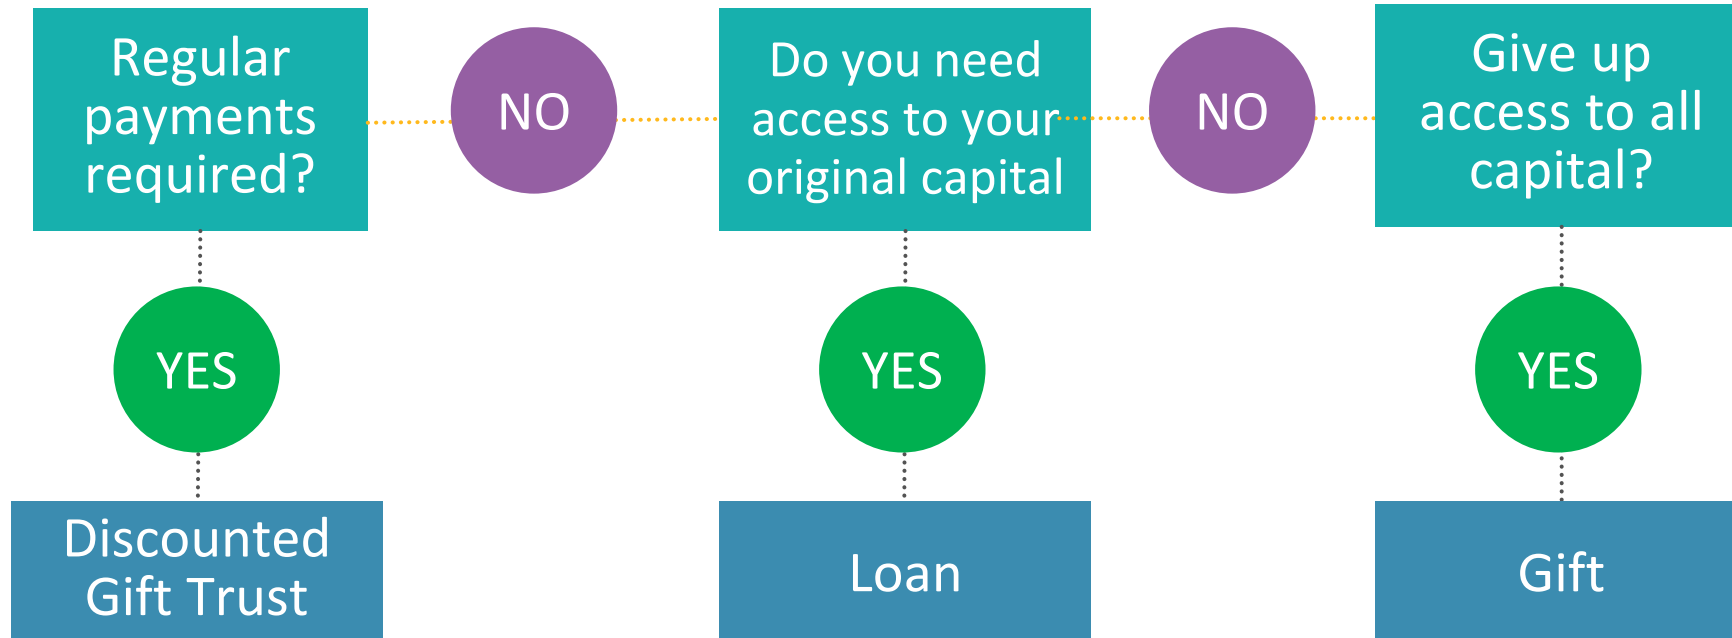 Regular
payments
required?
NO
Do you need
access to your
original capital
NO
Give up
access to all
capital?
YES
YES
YES
Discounted
Gift Trust
Loan
Gift